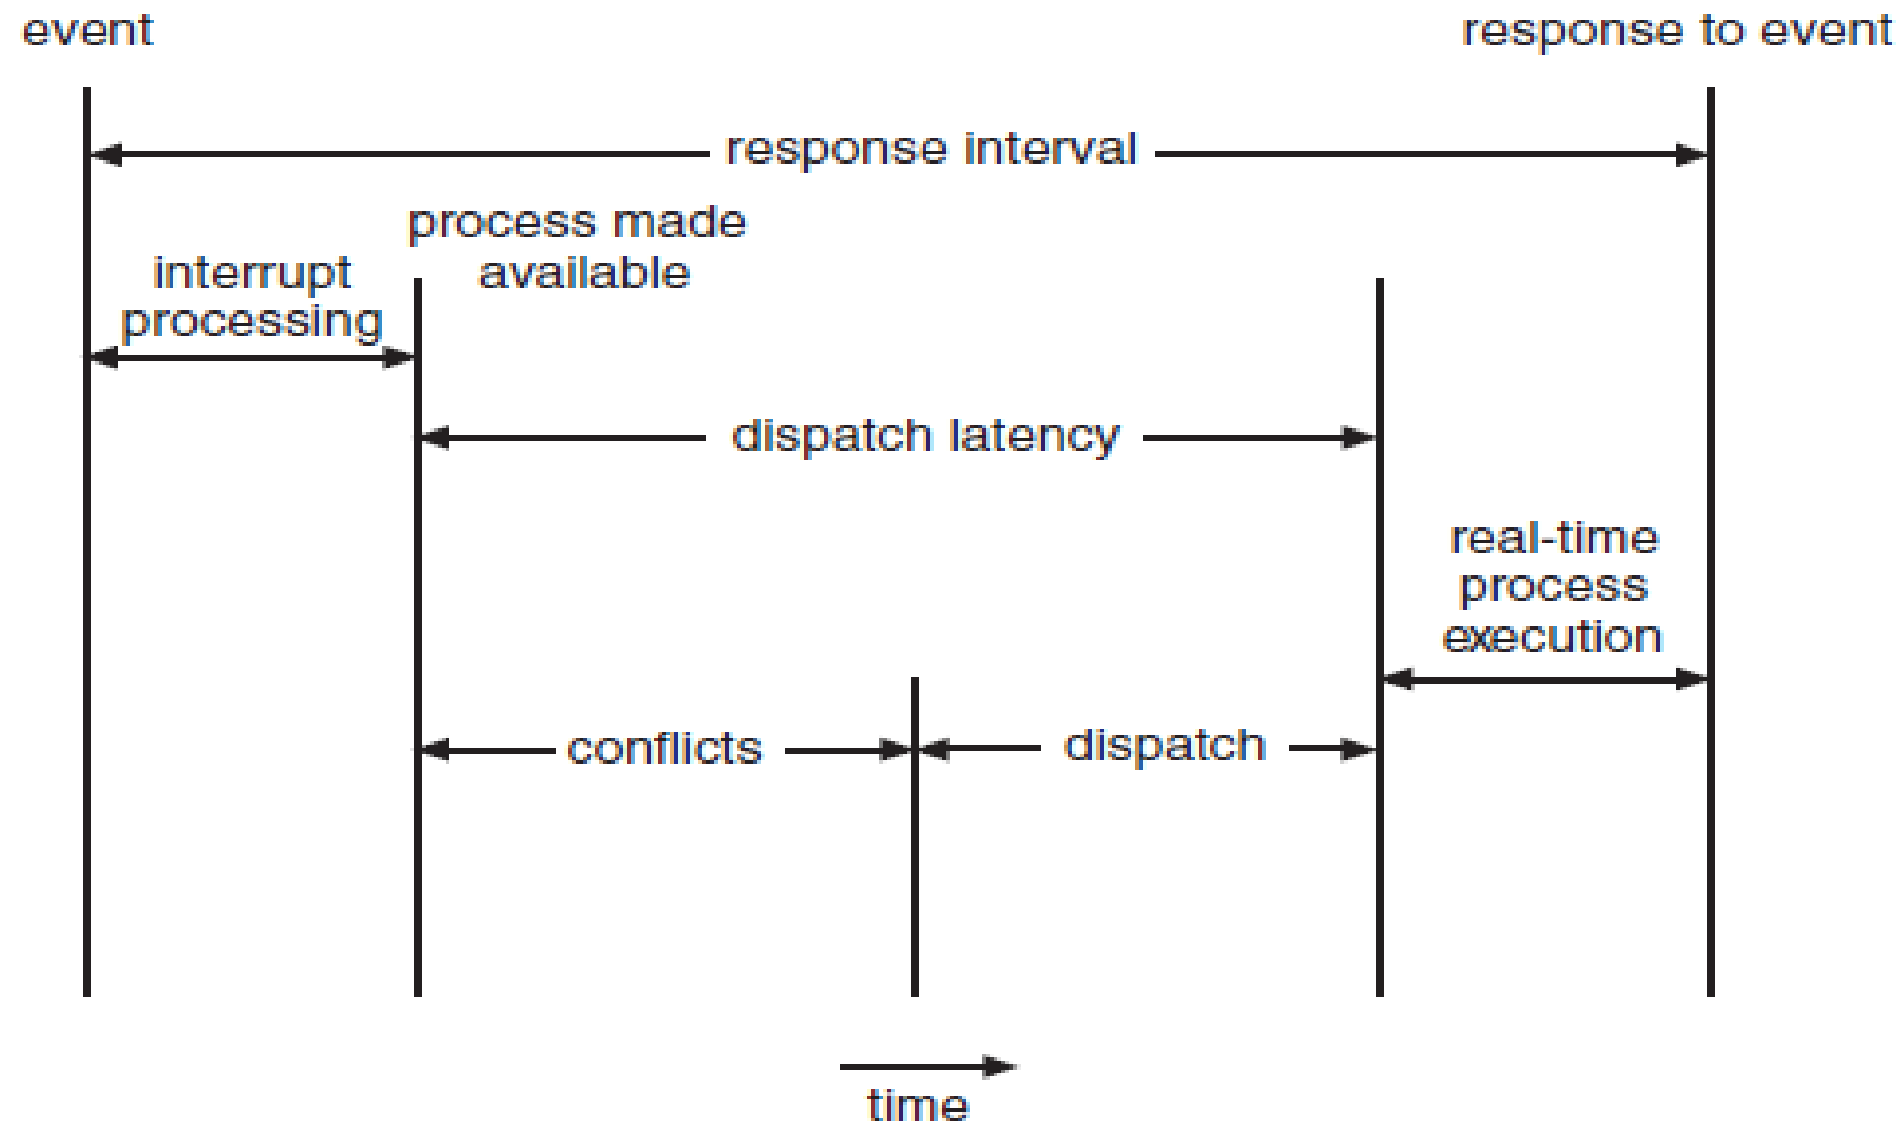 event
response to event
response interval
process made
available
interrupt
processing
dispatch latency
real-time
process
execution
conflicts
dispatch
time